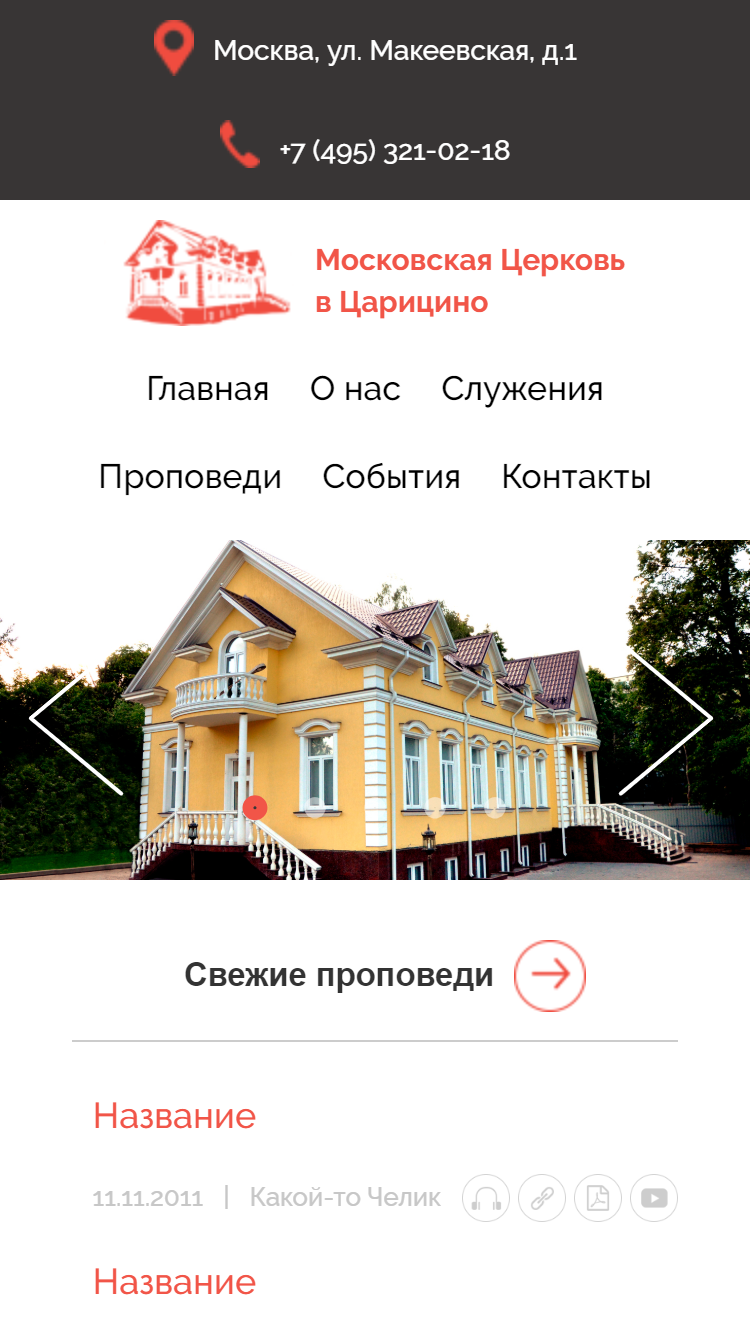 Москва, ул. Макеевская, д.1
+7 (495) 321-02-18
Московская Церковь
в Царицино
Главная О нас Служения
Проповеди События Контакты
Свежие проповеди
Название
11.11.2011 | Какой-то Челик
Название